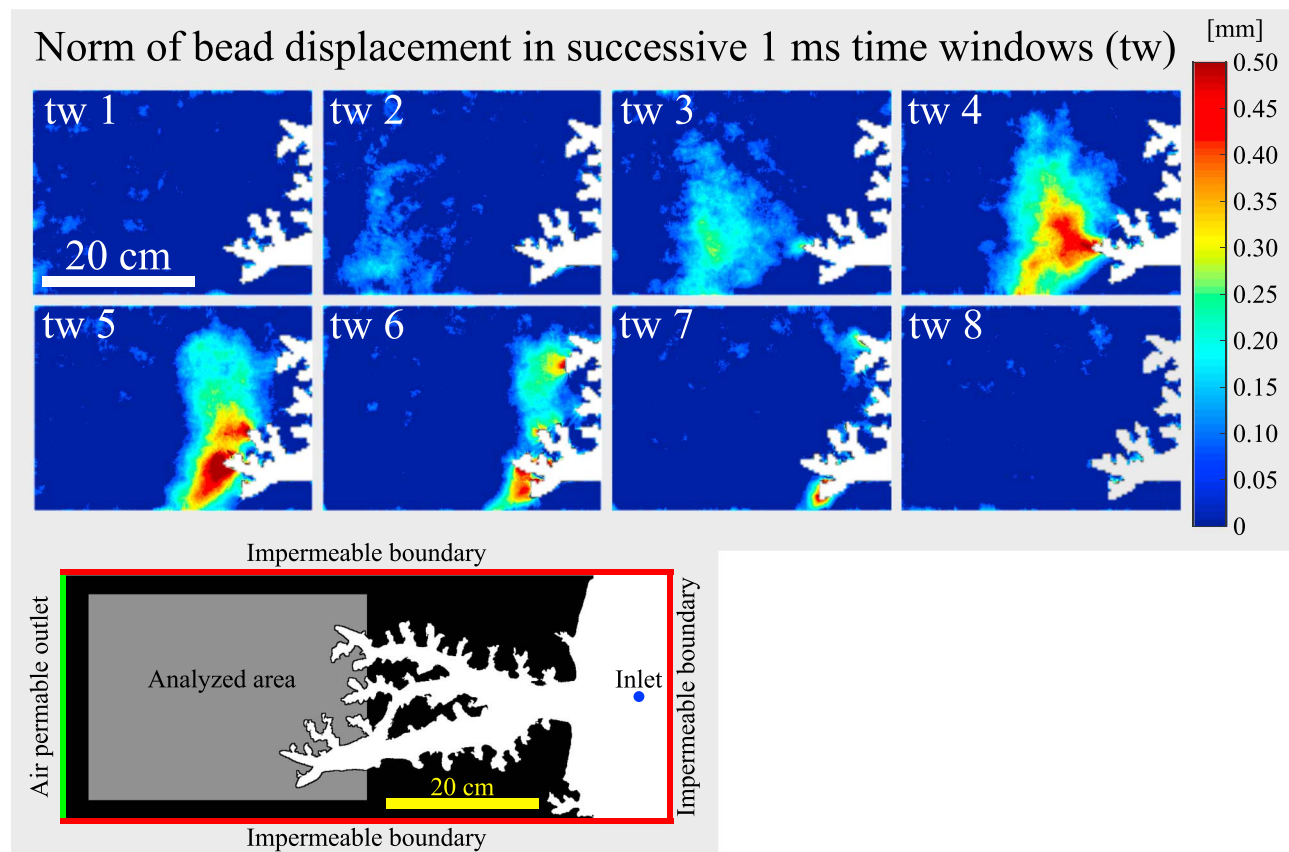 Norm of bead displacement in successive 1 ms time windows (tw)
[mm]
tw 1
tw 2
tw 3
tw 4
20 cm
tw 5
tw 6
tw 7
tw 8
0.50
0.45
0.40
0.35
0.30
0.25
0.20
0.15
0.10
0.05
0
Impermeable boundary
Air permable outlet
Analyzed area
Inlet
Impermeable boundary
20 cm
Impermeable boundary